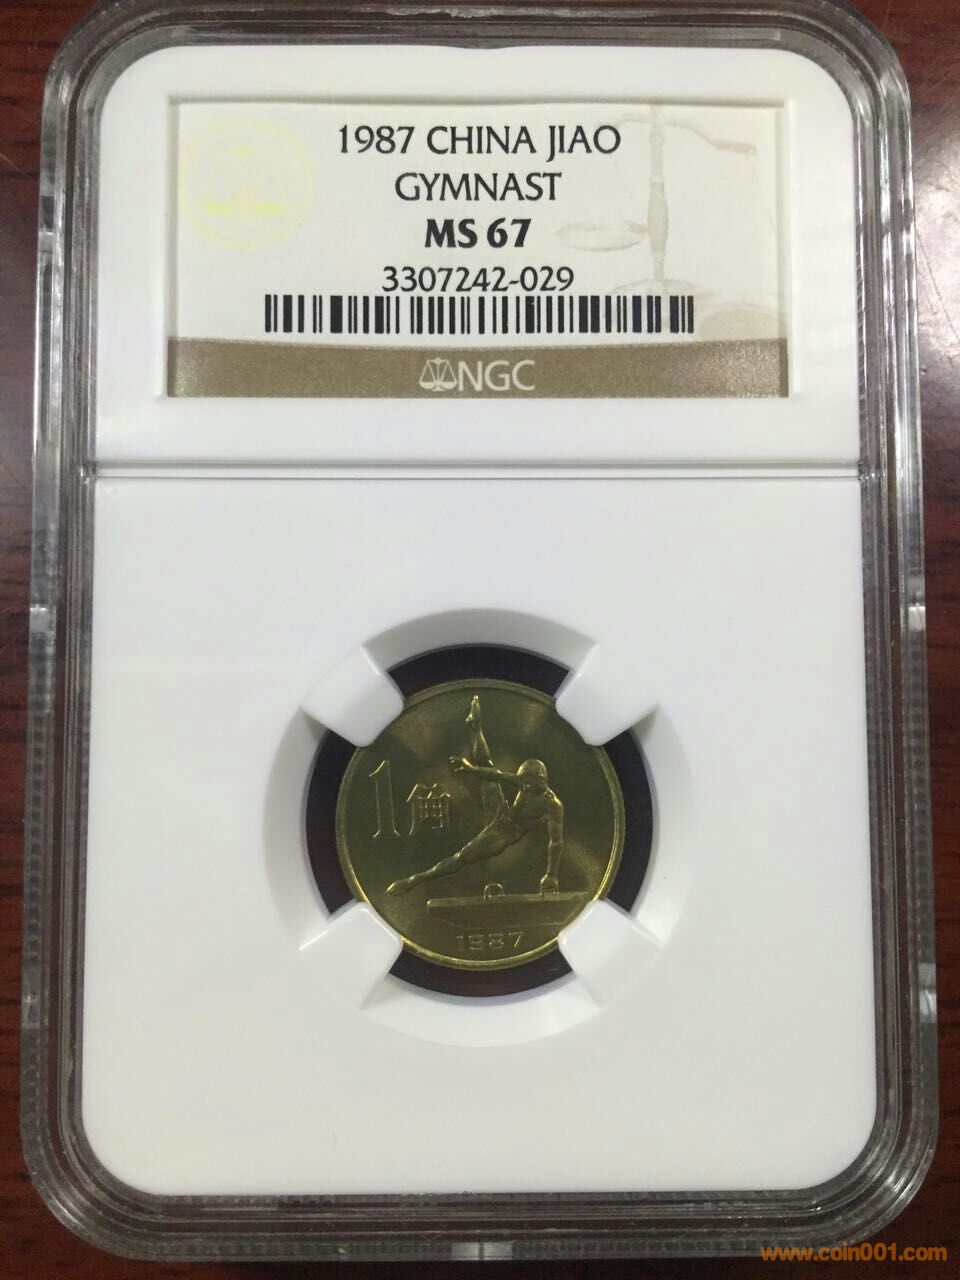 1987 CHINA JIAO
GYMNAST
MS 67
3307242-029
NGC
1角
1987
www.coin001.com